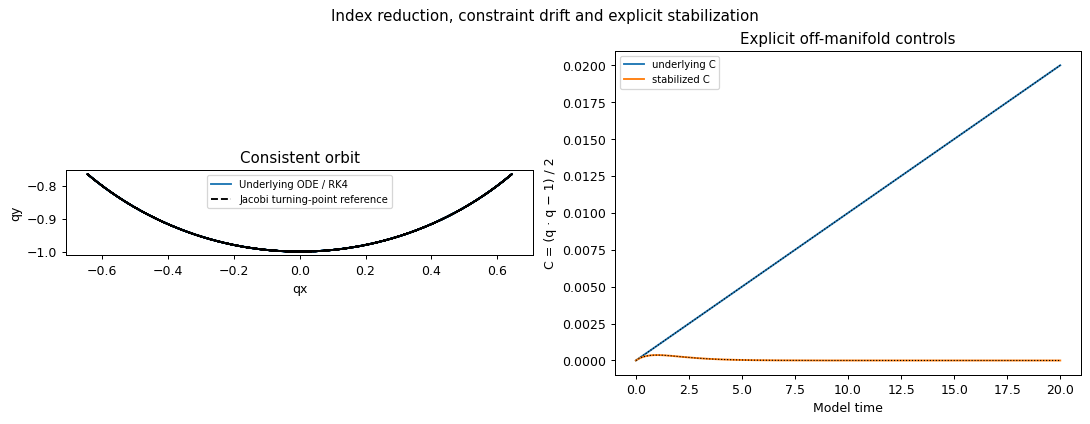 Index reduction, constraint drift and explicit stabilization
Consistent orbit
Underlying ODE / RK4
Jacobi turning-point reference
qy
−0.8
−0.9
−1.0
−0.6
−0.4
−0.2
0.0
0.2
0.4
0.6
qx
Explicit off-manifold controls
underlying C
stabilized C
C = (q · q − 1) / 2
0.0200
0.0175
0.0150
0.0125
0.0100
0.0075
0.0050
0.0025
0.0000
0.0
2.5
5.0
7.5
10.0
12.5
15.0
17.5
20.0
Model time